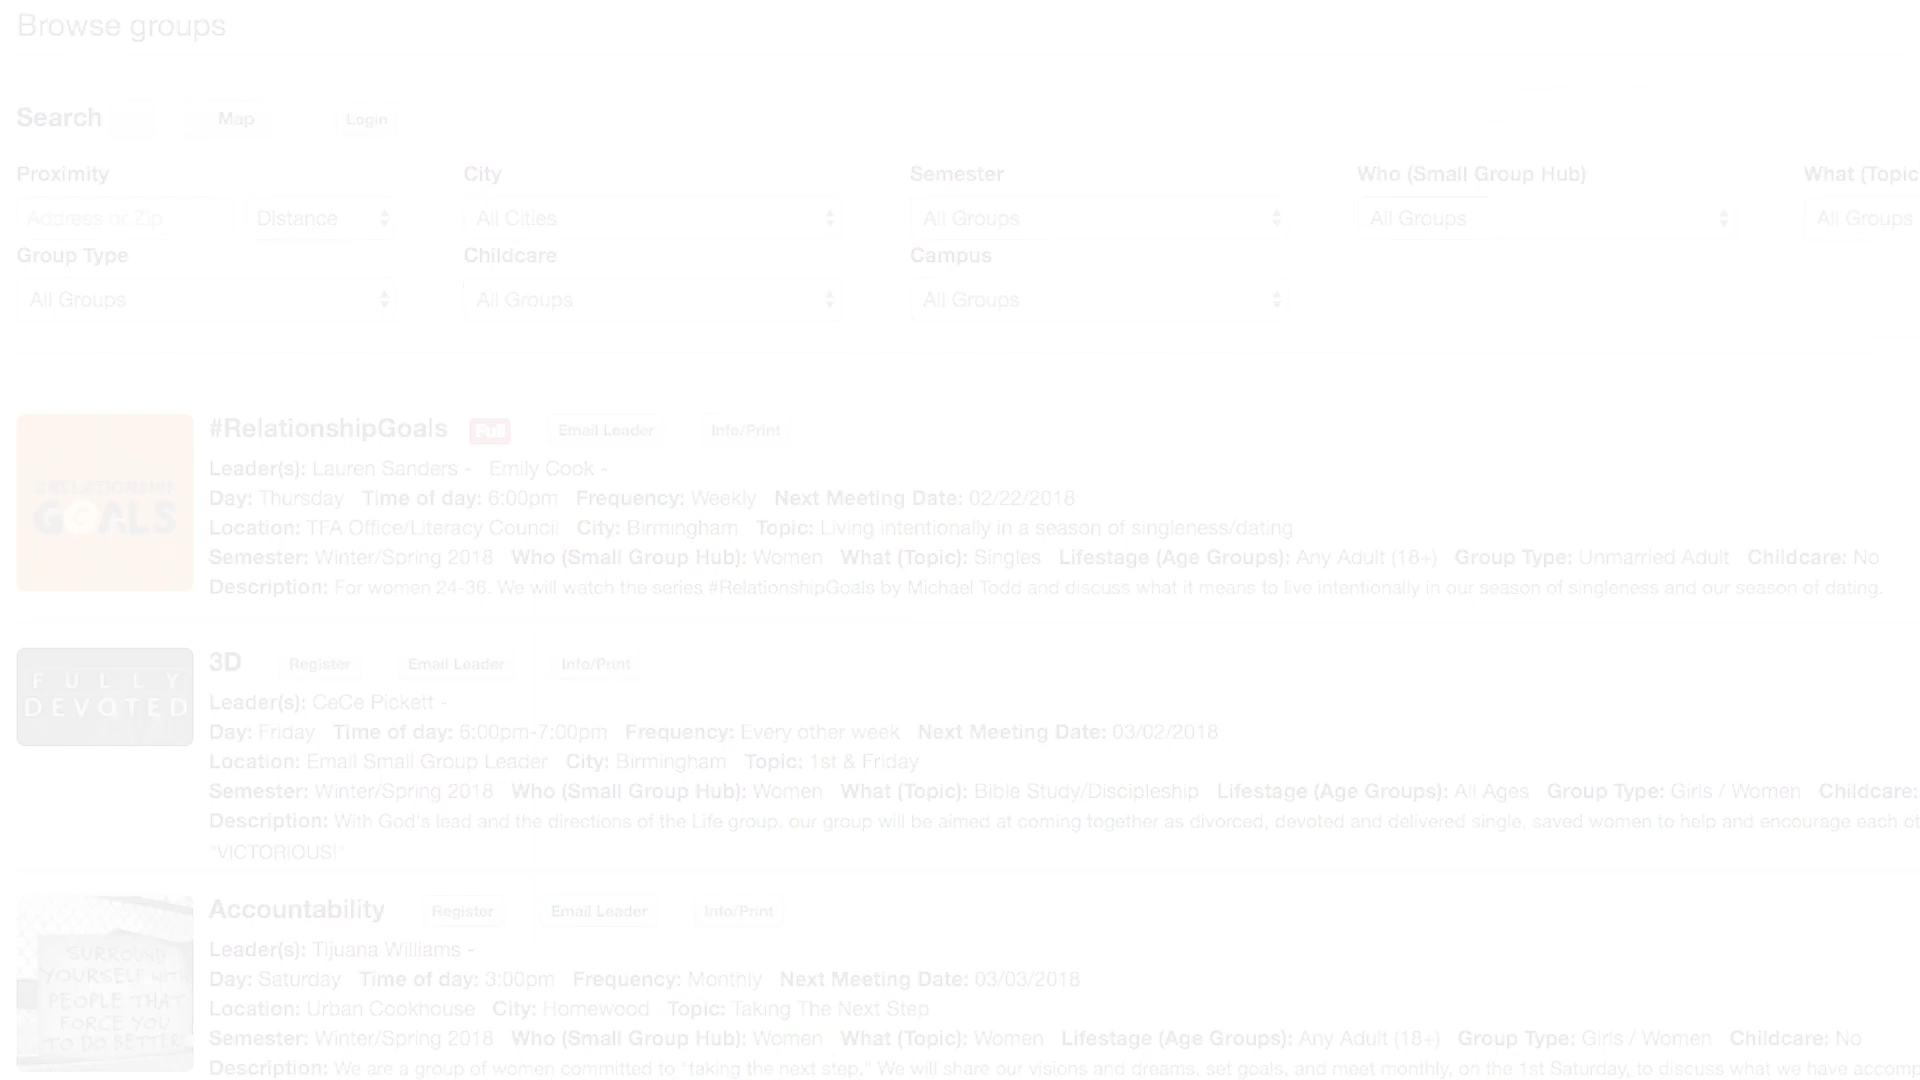 Browse groups
Search Map Login
Proximity City Semester Who (Small Group Hub) What (Topic
Address or Zip Distance All Cities All Groups All Groups All Groups
Group Type Childcare Campus
All Groups All Groups All Groups
#RelationshipGoals Full Email Leader Info/Print
Leader(s): Lauren Sanders - Emily Cook -
Day: Thursday Time of day: 6:00pm Frequency: Weekly Next Meeting Date: 02/22/2018
#RELATIONSHIP
GOALS
Location: TFA Office/Literacy Council City: Birmingham Topic: Living intentionally in a season of singleness/dating
Semester: Winter/Spring 2018 Who (Small Group Hub): Women What (Topic): Singles Lifestage (Age Groups): Any Adult (18+) Group Type: Unmarried Adult Childcare: No
Description: For women 24-36. We will watch the series #RelationshipGoals by Michael Todd and discuss what it means to live intentionally in our season of singleness and our season of dating.
3D Register Email Leader Info/Print
FULLY
DEVOTED
Leader(s): CeCe Pickett -
Day: Friday Time of day: 6:00pm-7:00pm Frequency: Every other week Next Meeting Date: 03/02/2018
Location: Email Small Group Leader City: Birmingham Topic: 1st & Friday
Semester: Winter/Spring 2018 Who (Small Group Hub): Women What (Topic): Bible Study/Discipleship Lifestage (Age Groups): All Ages Group Type: Girls / Women Childcare:
Description: With God's lead and the directions of the Life group, our group will be aimed at coming together as divorced, devoted and delivered single, saved women to help and encourage each ot
"VICTORIOUS!"
Accountability Register Email Leader Info/Print
Leader(s): Tijuana Williams -
SURROUND
YOURSELF WITH
PEOPLE THAT
FORCE YOU
TO DO BETTER
Day: Saturday Time of day: 3:00pm Frequency: Monthly Next Meeting Date: 03/03/2018
Location: Urban Cookhouse City: Homewood Topic: Taking The Next Step
Semester: Winter/Spring 2018 Who (Small Group Hub): Women What (Topic): Women Lifestage (Age Groups): Any Adult (18+) Group Type: Girls / Women Childcare: No
Description: We are a group of women committed to "taking the next step." We will share our visions and dreams, set goals, and meet monthly, on the 1st Saturday, to discuss what we have accomp